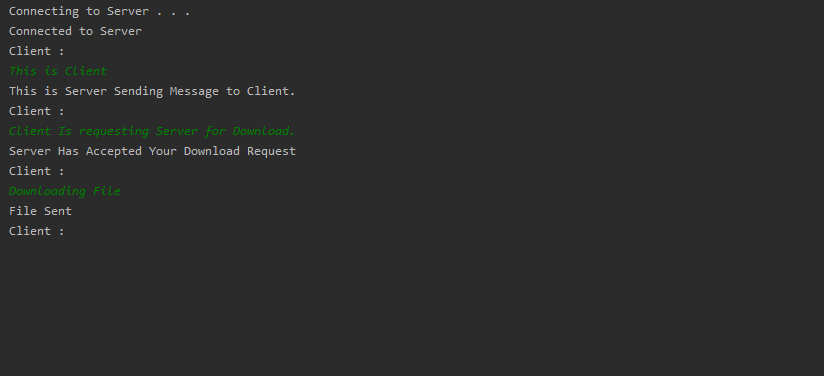 Connecting to Server . . .
Connected to Server
Client :
This is Client
This is Server Sending Message to Client.
Client :
Client Is requesting Server for Download.
Server Has Accepted Your Download Request
Client :
Downloading File
File Sent
Client :